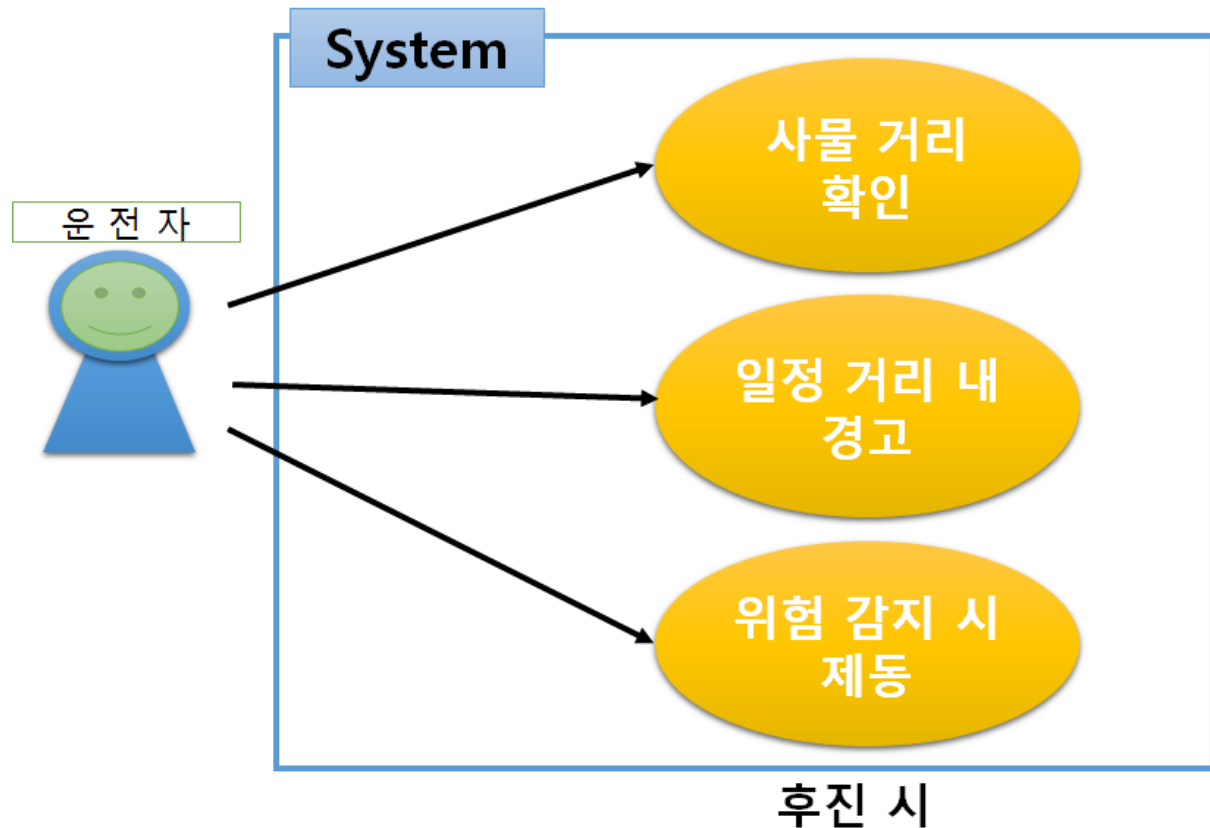 System
운 전 자
사물 거리
확인
일정 거리 내
경고
위험 감지 시
제동
후진 시